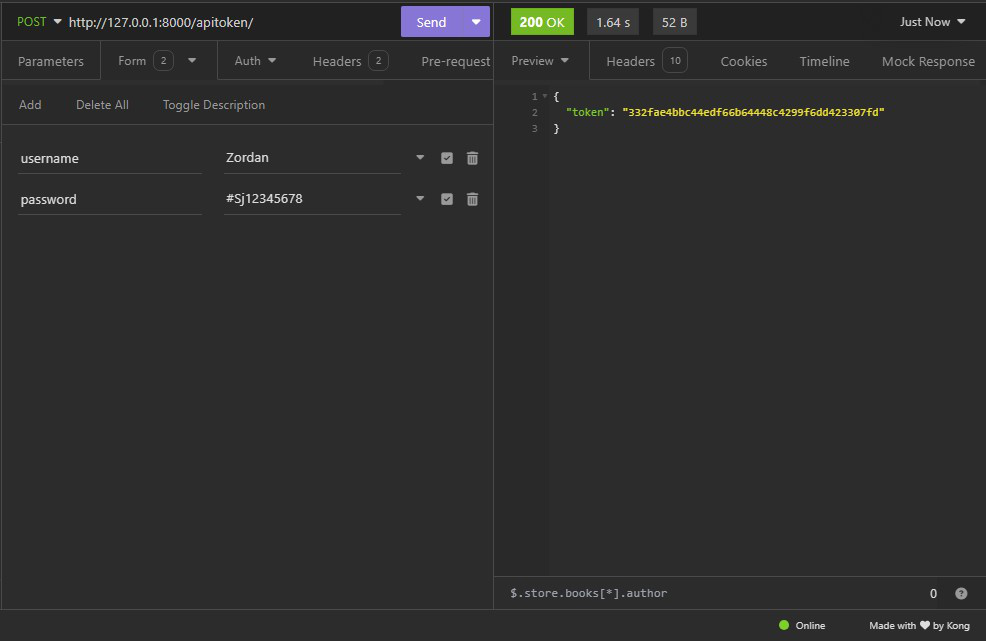 POST http://127.0.0.1:8000/apitoken/ Send
200 OK 1.64 s 52 B Just Now
Parameters Form 2 Auth Headers 2 Pre-request
Preview Headers 10 Cookies Timeline Mock Response
Add Delete All Toggle Description
username Zordan
password #Sj12345678
1 {
2 "token": "332fae4bbc44edf66b64448c4299f6dd423307fd"
3 }
$.store.books[*].author 0 ?
Online Made with ❤ by Kong